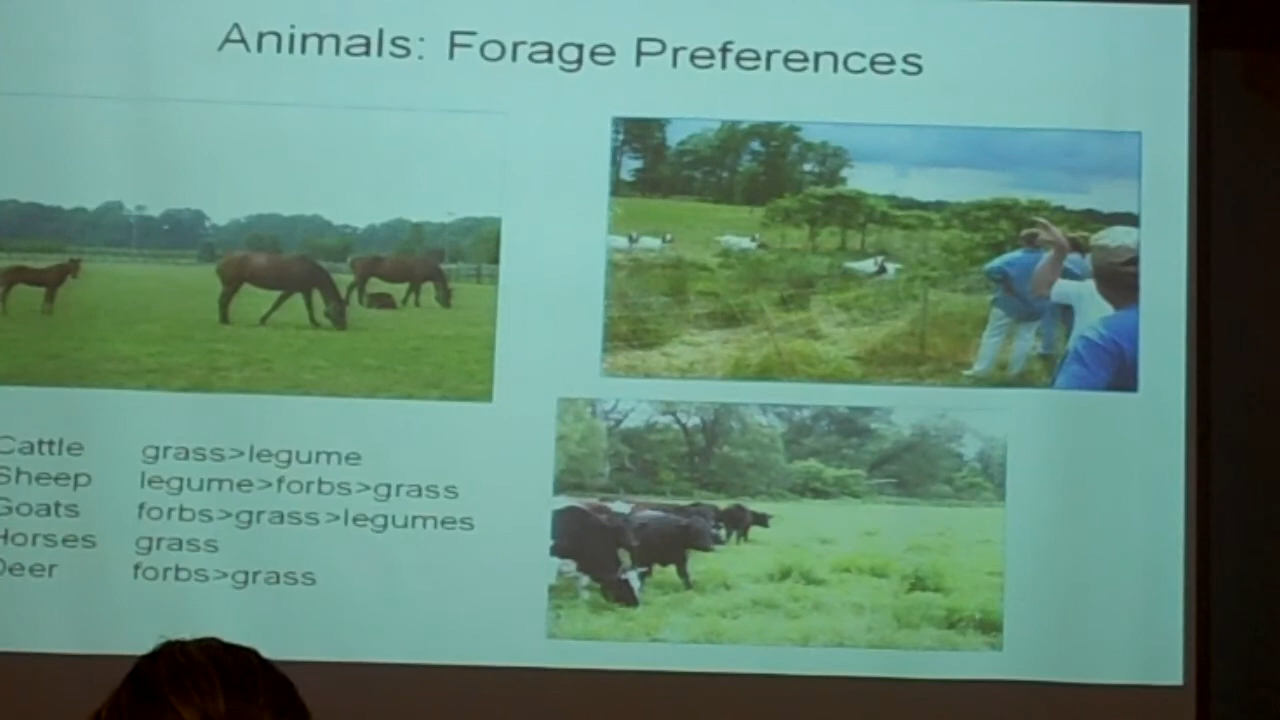 Animals: Forage Preferences
Cattle grass>legume
Sheep legume>forbs>grass
Goats forbs>grass>legumes
Horses grass
Deer forbs>grass